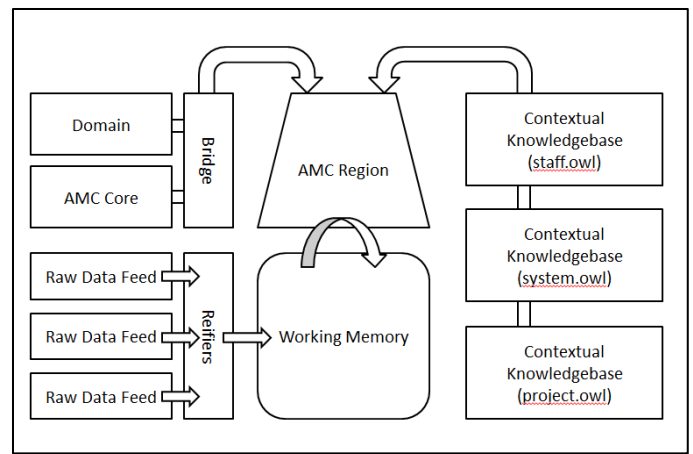 Domain
AMC Core
Bridge
AMC Region
Contextual
Knowledgebase
(staff.owl)
Contextual
Knowledgebase
(system.owl)
Contextual
Knowledgebase
(project.owl)
Raw Data Feed
Raw Data Feed
Raw Data Feed
Reifiers
Working Memory